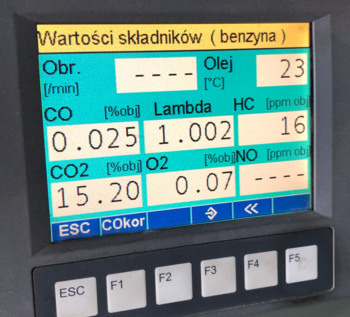 Wartości składników ( benzyna )
Obr. [/min] ---- Olej [°C] 23
CO [%obj] Lambda HC [ppm obj]
0.025 1.002 16
CO2 [%obj] O2 [%obj] NO [ppm obj]
15.20 0.07 ----
ESC COkor «
ESC F1 F2 F3 F4 F5